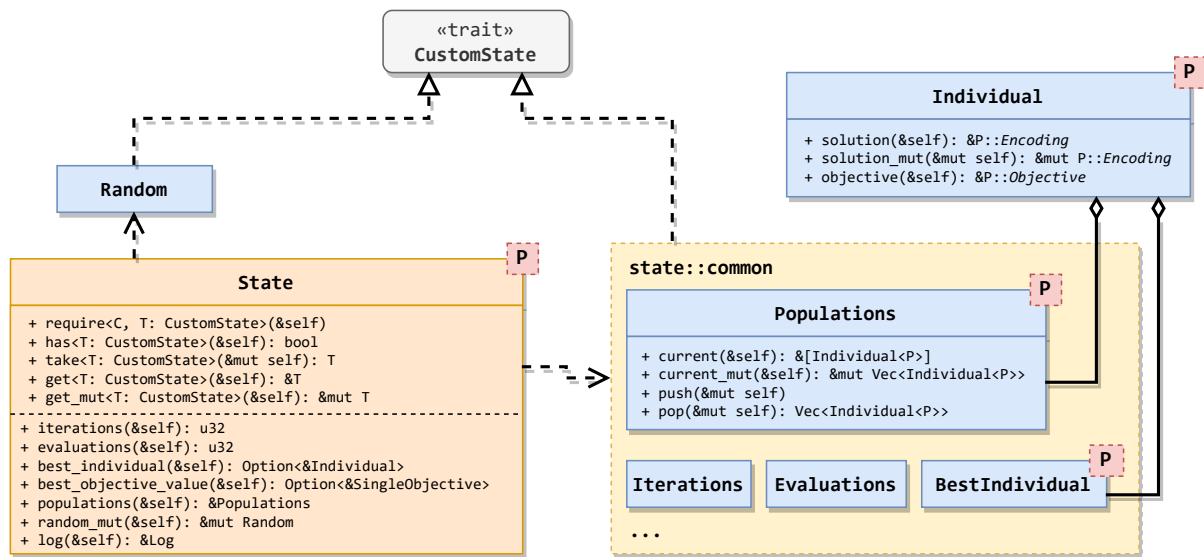 «trait»
CustomState
P
Individual
+ solution(&self): &P::Encoding
+ solution_mut(&mut self): &mut P::Encoding
+ objective(&self): &P::Objective
Random
P
State
+ require<C, T: CustomState>(&self)
+ has<T: CustomState>(&self): bool
+ take<T: CustomState>(&mut self): T
+ get<T: CustomState>(&self): &T
+ get_mut<T: CustomState>(&self): &mut T
+ iterations(&self): u32
+ evaluations(&self): u32
+ best_individual(&self): Option<&Individual>
+ best_objective_value(&self): Option<&SingleObjective>
+ populations(&self): &Populations
+ random_mut(&self): &mut Random
+ log(&self): &Log
state::common
P
Populations
+ current(&self): &[Individual<P>]
+ current_mut(&self): &mut Vec<Individual<P>>
+ push(&mut self)
+ pop(&mut self): Vec<Individual<P>>
Iterations
Evaluations
P
BestIndividual
...